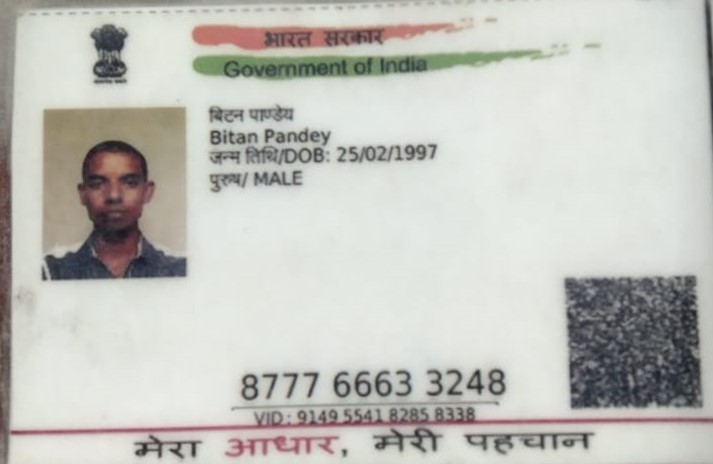 भारत सरकार
Government of India
बिटन पाण्डेय
Bitan Pandey
जन्म तिथि/DOB: 25/02/1997
पुरुष/ MALE
8777 6663 3248
VID: 9149 5541 8285 8338
मेरा आधार, मेरी पहचान